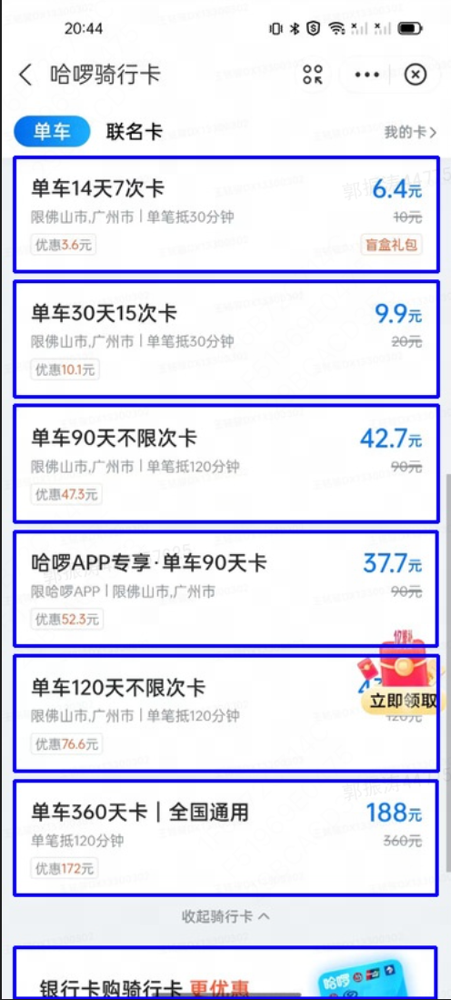 20:44
哈啰骑行卡
单车 联名卡 我的卡
单车14天7次卡 6.4元
限佛山市,广州市 | 单笔抵30分钟 10元
优惠3.6元 盲盒礼包
单车30天15次卡 9.9元
限佛山市,广州市 | 单笔抵30分钟 20元
优惠10.1元
单车90天不限次卡 42.7元
限佛山市,广州市 | 单笔抵120分钟 90元
优惠47.3元
哈啰APP专享·单车90天卡 37.7元
限哈啰APP | 限佛山市,广州市 90元
优惠52.3元
单车120天不限次卡
立即领取
限佛山市,广州市 | 单笔抵120分钟 120元
优惠76.6元
单车360天卡 | 全国通用 188元
单笔抵120分钟 360元
优惠172元
收起骑行卡
银行卡购骑行卡 更优惠
哈啰